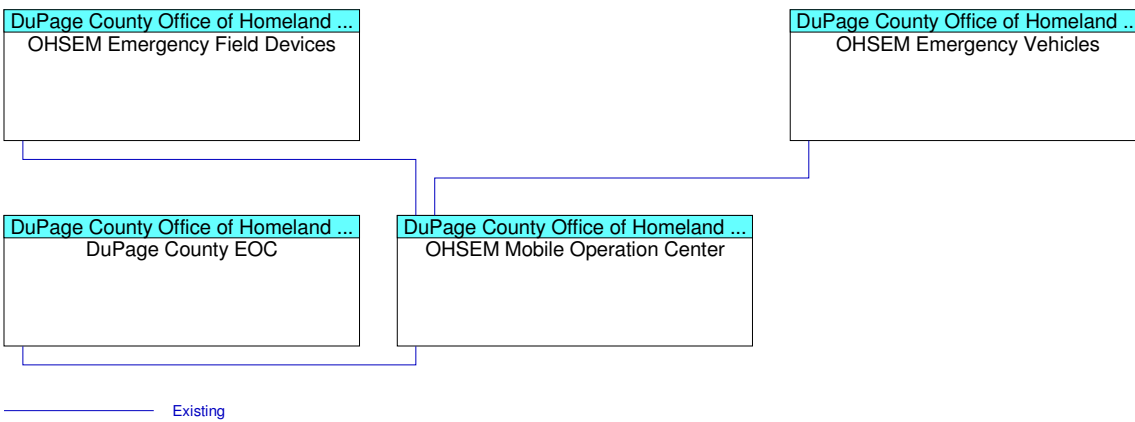 DuPage County Office of Homeland ...
OHSEM Emergency Field Devices
DuPage County Office of Homeland ...
OHSEM Emergency Vehicles
DuPage County Office of Homeland ...
DuPage County EOC
DuPage County Office of Homeland ...
OHSEM Mobile Operation Center
Existing